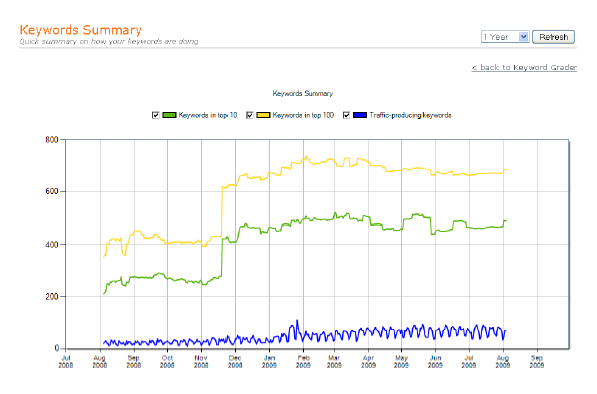 Keywords Summary
Quick summary on how your keywords are doing
1 Year
Refresh
< back to Keyword Grader
Keywords Summary
Keywords in top 10
Keywords in top 100
Traffic-producing keywords
800
600
400
200
0
Jul Aug Sep Oct Nov Dec Jan Feb Mar Apr May Jun Jul Aug Sep
2008 2008 2008 2008 2008 2008 2009 2009 2009 2009 2009 2009 2009 2009 2009